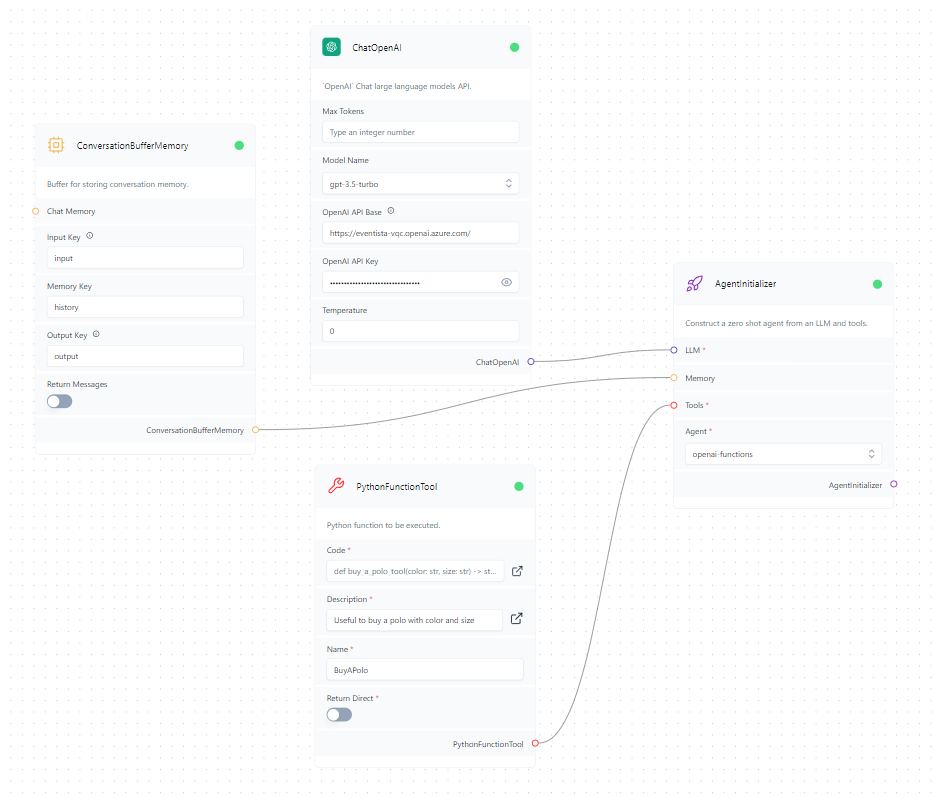 ChatOpenAI
`OpenAI` Chat large language models API.
Max Tokens
Type an integer number
Model Name
gpt-3.5-turbo
OpenAI API Base
https://eventista-vqc.openai.azure.com/
OpenAI API Key
••••••••••••••••••••••••••••••••
Temperature
0
ChatOpenAI
ConversationBufferMemory
Buffer for storing conversation memory.
Chat Memory
Input Key
input
Memory Key
history
Output Key
output
Return Messages
ConversationBufferMemory
AgentInitializer
Construct a zero shot agent from an LLM and tools.
LLM *
Memory
Tools *
Agent *
openai-functions
AgentInitializer
PythonFunctionTool
Python function to be executed.
Code *
def buy_a_polo_tool(color: str, size: str) -> st...
Description *
Useful to buy a polo with color and size
Name *
BuyAPolo
Return Direct *
PythonFunctionTool